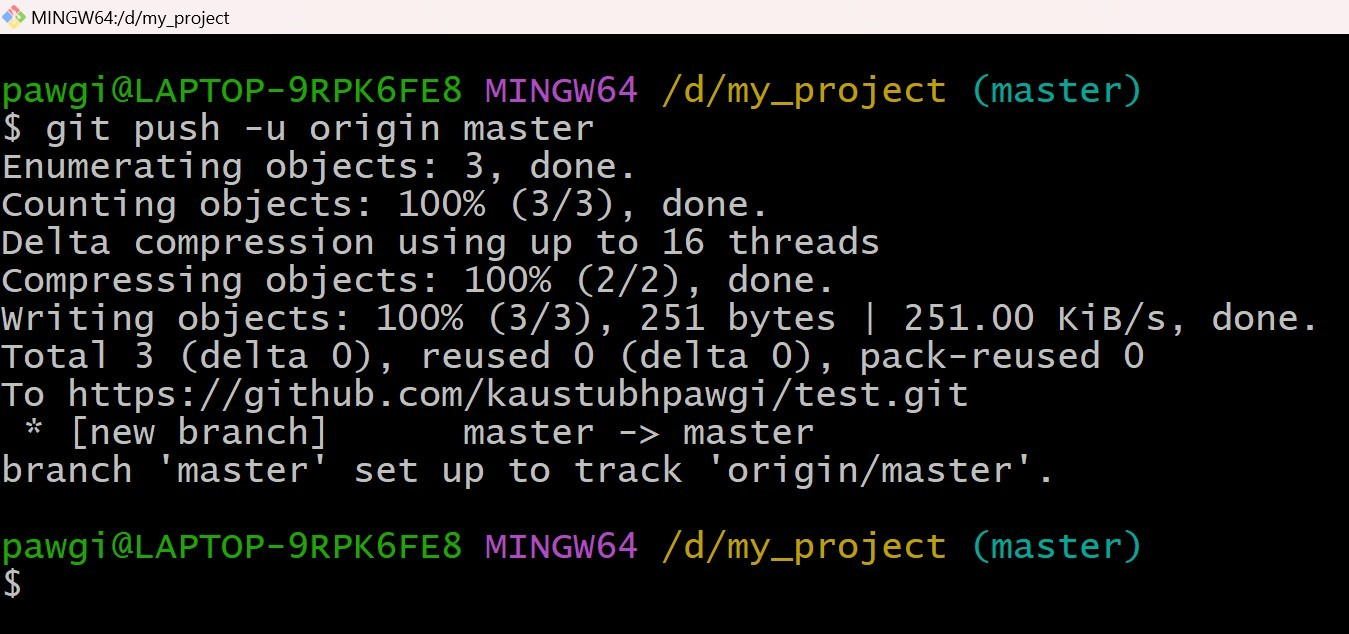 MINGW64:/d/my_project
pawgi@LAPTOP-9RPK6FE8 MINGW64 /d/my_project (master)
$ git push -u origin master
Enumerating objects: 3, done.
Counting objects: 100% (3/3), done.
Delta compression using up to 16 threads
Compressing objects: 100% (2/2), done.
Writing objects: 100% (3/3), 251 bytes | 251.00 KiB/s, done.
Total 3 (delta 0), reused 0 (delta 0), pack-reused 0
To https://github.com/kaustubhpawgi/test.git
 * [new branch]      master -> master
branch 'master' set up to track 'origin/master'.
pawgi@LAPTOP-9RPK6FE8 MINGW64 /d/my_project (master)
$